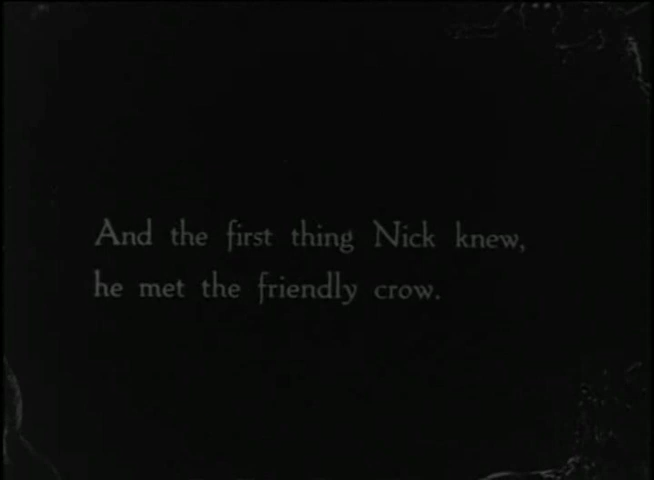 And the first thing Nick knew,
he met the friendly crow.